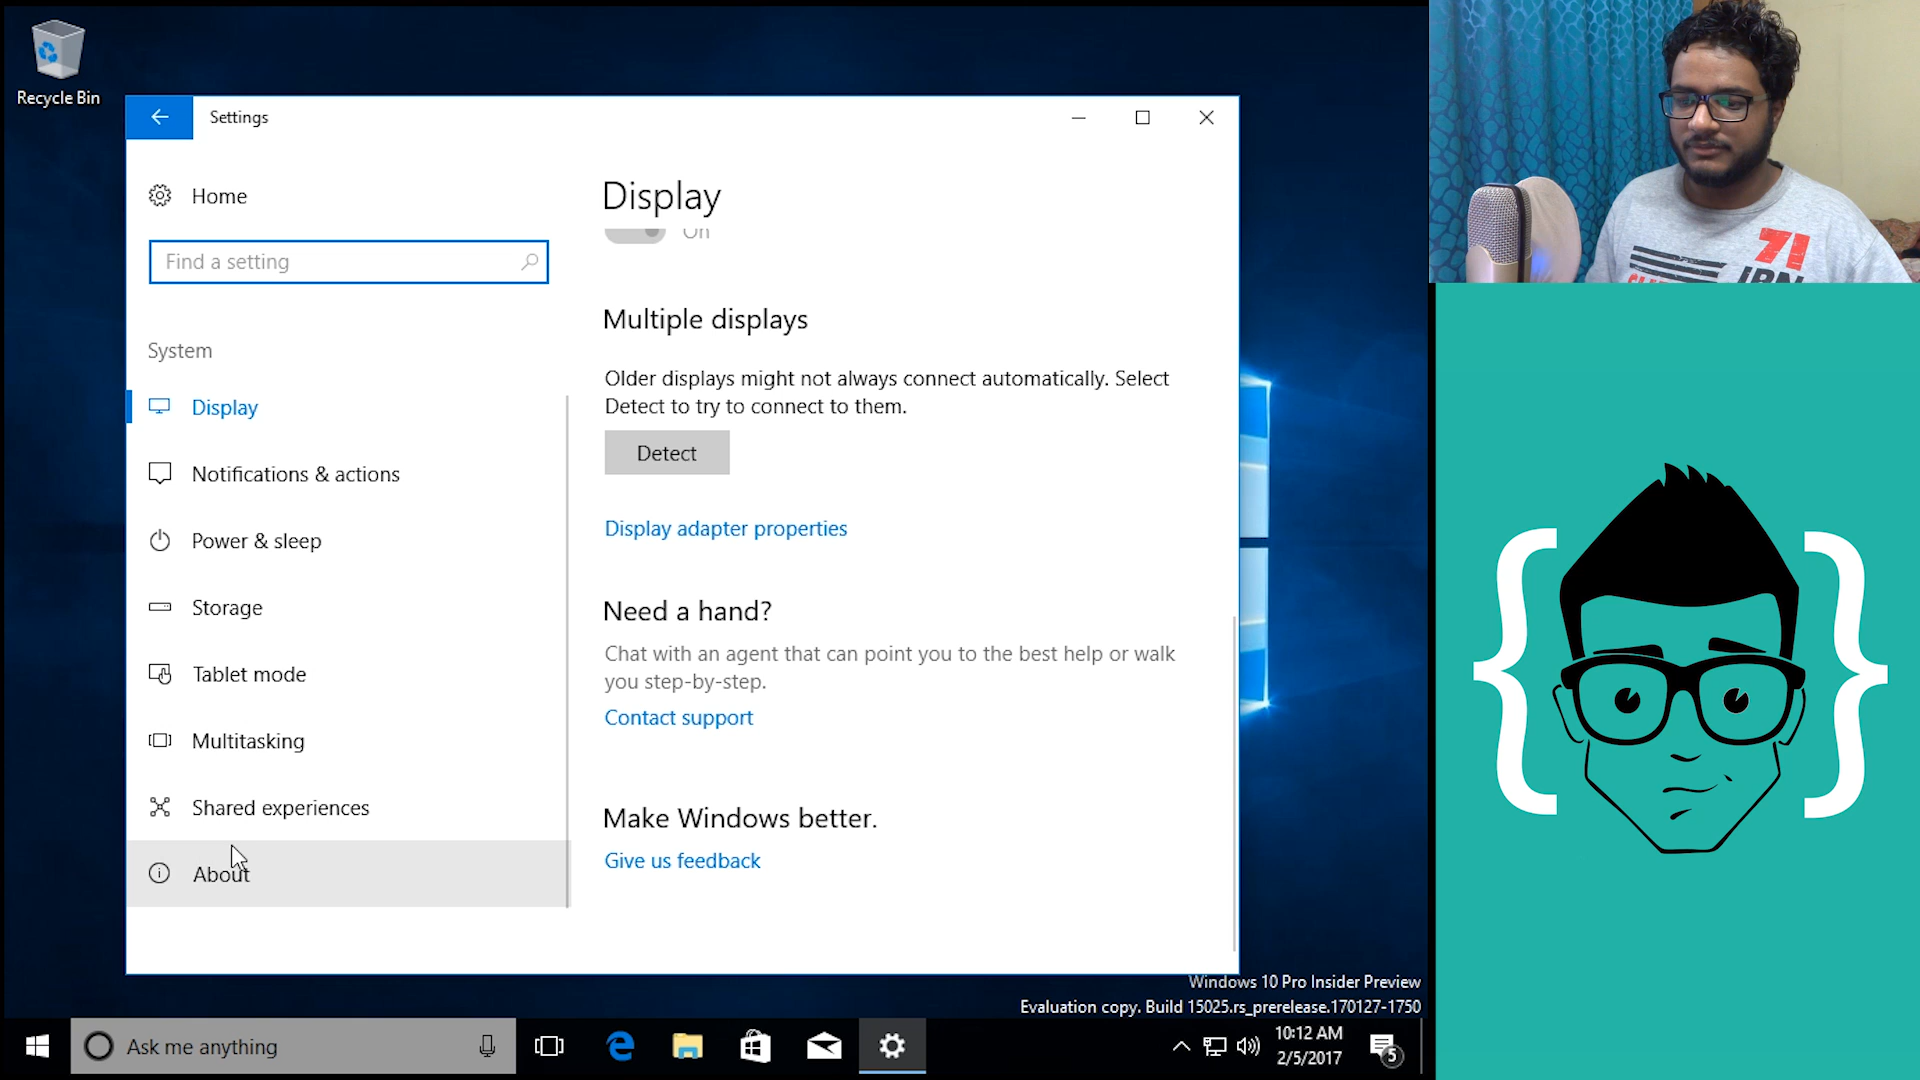 Recycle Bin
Settings
Home
Find a setting
System
Display
Notifications & actions
Power & sleep
Storage
Tablet mode
Multitasking
Shared experiences
About
Display
On
Multiple displays
Older displays might not always connect automatically. Select
Detect to try to connect to them.
Detect
Display adapter properties
Need a hand?
Chat with an agent that can point you to the best help or walk
you step-by-step.
Contact support
Make Windows better.
Give us feedback
Windows 10 Pro Insider Preview
Evaluation copy. Build 15025.rs_prerelease.170127-1750
Ask me anything
10:12 AM
2/5/2017
5
71